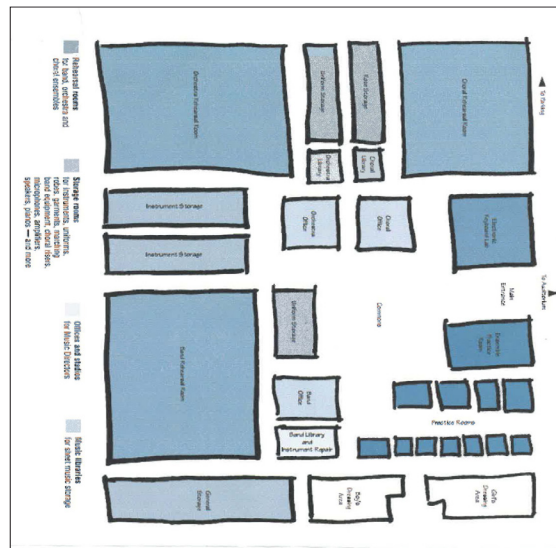 Rehearsal rooms
for band, orchestra and
choral ensembles
Storage rooms
for instruments, uniforms,
robes, garments, marching
band equipment, choral risers,
microphones, amplifiers,
speakers, pianos — and more
Offices and studios
for Music Directors
Music libraries
for sheet music storage
Orchestra Rehearsal Room
Uniform Storage
Robe Storage
Choral Rehearsal Room
To Parking
Orchestra
Library
Choral
Library
Instrument Storage
Instrument Storage
Orchestra
Office
Choral
Office
Electronic
Keyboard Lab
To Auditorium
Main
Entrance
Commons
Ensemble
Practice
Room
Band Rehearsal Room
Uniform Storage
Band
Office
Band Library
and
Instrument Repair
Practice Rooms
General
Storage
Boy's
Dressing
Area
Girl's
Dressing
Area